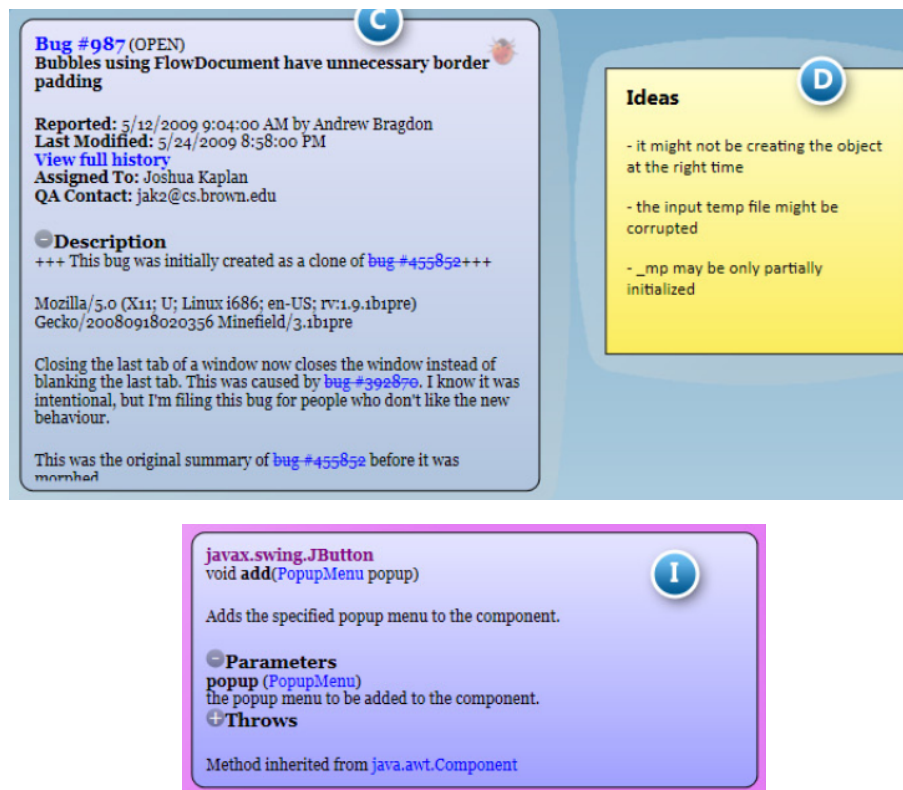 C
Bug #987 (OPEN)
Bubbles using FlowDocument have unnecessary border
padding
Reported: 5/12/2009 9:04:00 AM by Andrew Bragdon
Last Modified: 5/24/2009 8:58:00 PM
View full history
Assigned To: Joshua Kaplan
QA Contact: jak2@cs.brown.edu
Description
+++ This bug was initially created as a clone of bug #455852+++
Mozilla/5.0 (X11; U; Linux i686; en-US; rv:1.9.1b1pre)
Gecko/20080918020356 Minefield/3.1b1pre
Closing the last tab of a window now closes the window instead of
blanking the last tab. This was caused by bug #392870. I know it was
intentional, but I'm filing this bug for people who don't like the new
behaviour.
This was the original summary of bug #455852 before it was
morphed
D
Ideas
- it might not be creating the object
at the right time
- the input temp file might be
corrupted
- _mp may be only partially
initialized
I
javax.swing.JButton
void add(PopupMenu popup)
Adds the specified popup menu to the component.
Parameters
popup (PopupMenu)
the popup menu to be added to the component.
Throws
Method inherited from java.awt.Component